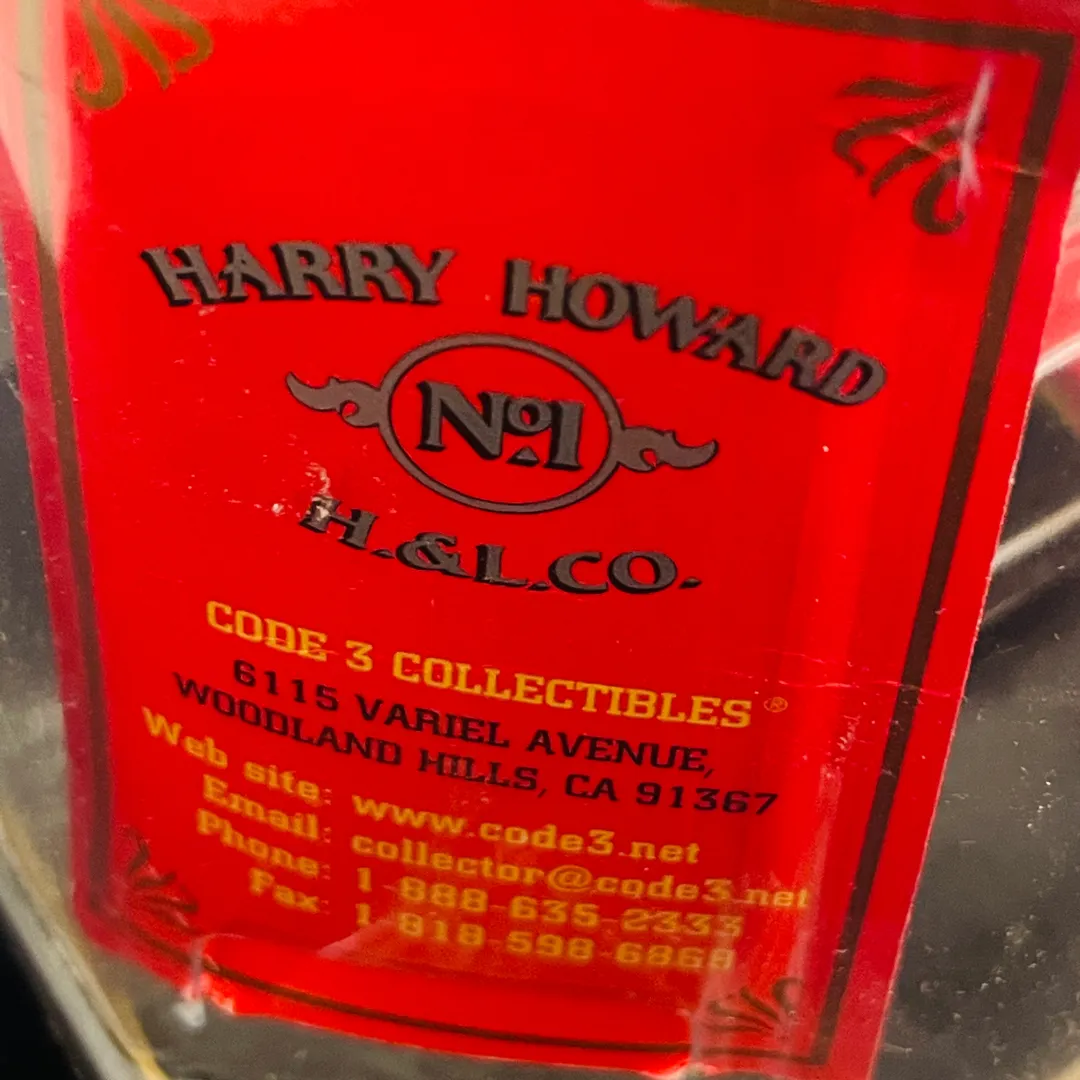 HARRY HOWARD
No1
H.&L.CO.
CODE 3 COLLECTIBLES®
6115 VARIEL AVENUE,
WOODLAND HILLS, CA 91367
Web site: www.code3.net
Email: collector@code3.net
Phone: 1-888-635-2333
Fax: 1-818-598-6868